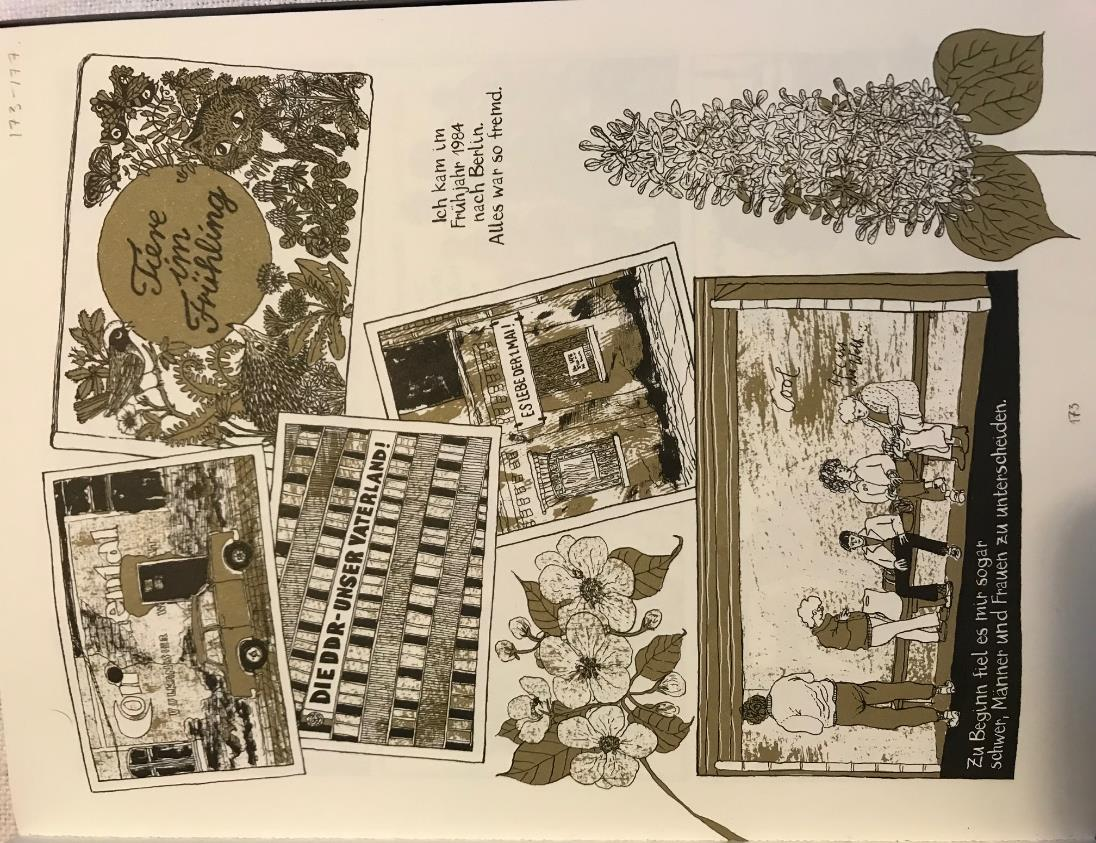 173-177.
Tiere
im
Frühling
Ich kam im
Frühjahr 1984
nach Berlin.
Alles war so fremd.
ES LEBE DER 1. MAI!
DIE DDR-UNSER VATERLAND!
Cool
Zu Beginn fiel es mir sogar
schwer, Männer und Frauen zu unterscheiden.
173